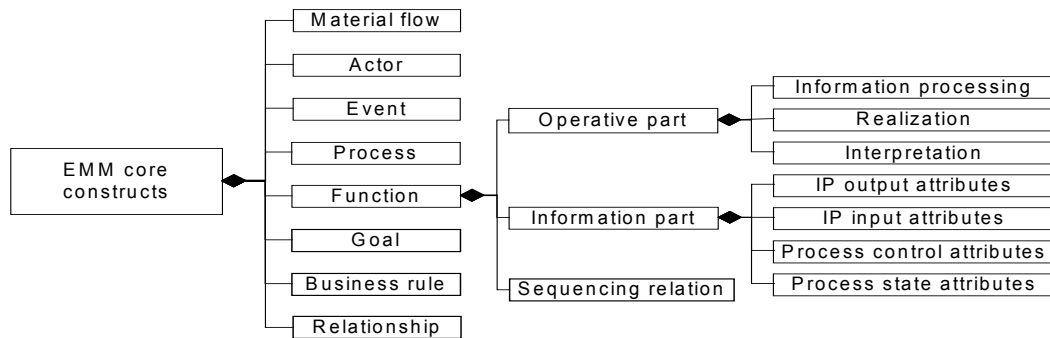 EMM core
constructs
Material flow
Actor
Event
Process
Function
Goal
Business rule
Relationship
Operative part
Information part
Sequencing relation
Information processing
Realization
Interpretation
IP output attributes
IP input attributes
Process control attributes
Process state attributes